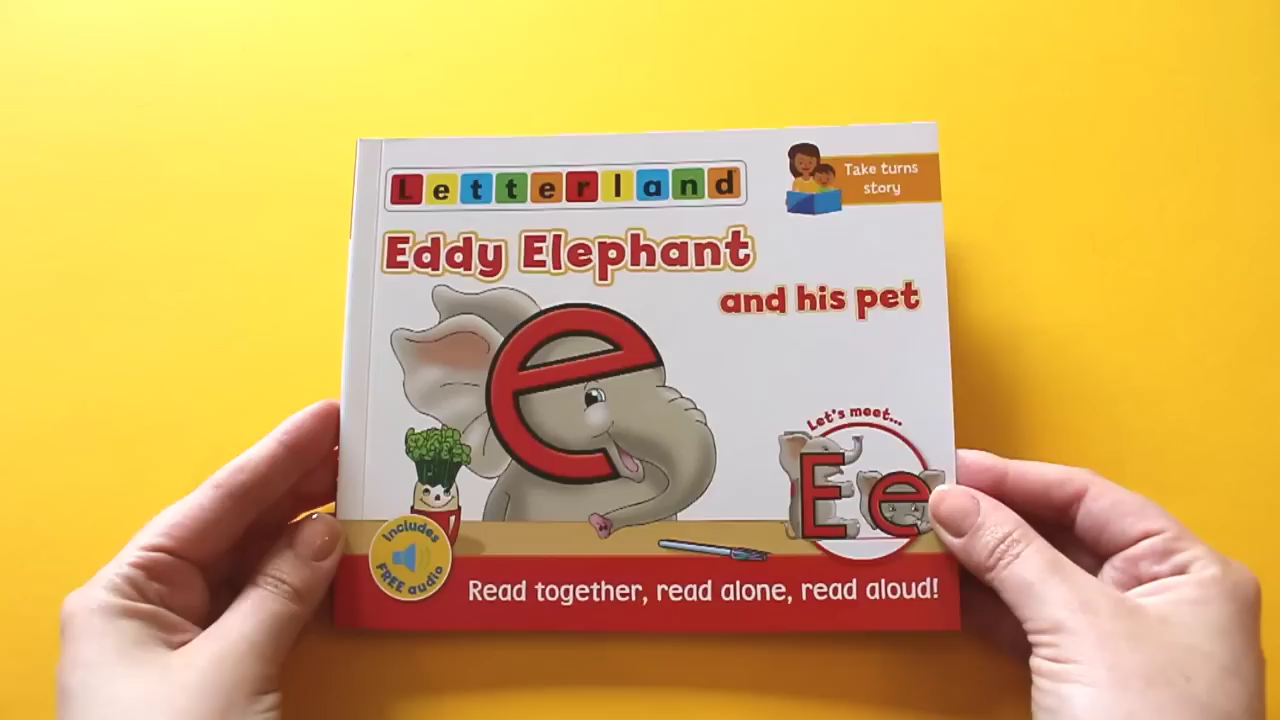 Letterland
Take turns
story
Eddy Elephant
and his pet
e
Let's meet...
Ee
Includes
FREE audio
Read together, read alone, read aloud!